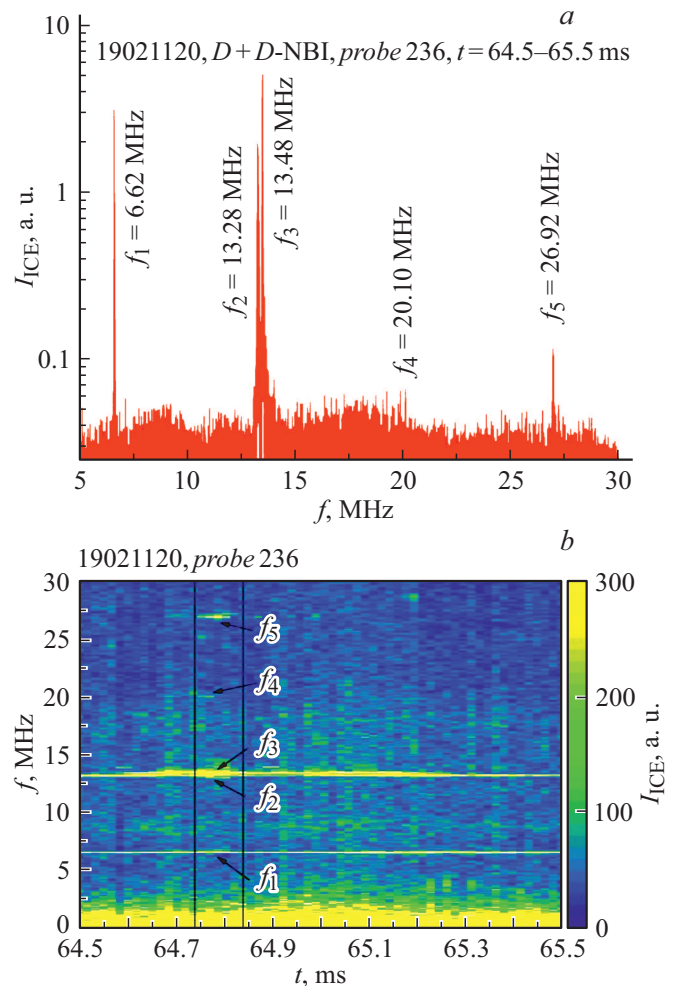 a
19021120, D + D-NBI, probe 236, t = 64.5–65.5 ms
10
1
0.1
I_ICE, a. u.
f₁ = 6.62 MHz
f₂ = 13.28 MHz
f₃ = 13.48 MHz
f₄ = 20.10 MHz
f₅ = 26.92 MHz
5 10 15 20 25 30
f, MHz
19021120, probe 236
b
30
25
20
15
10
5
0
f, MHz
f₅
f₄
f₃
f₂
f₁
64.5 64.7 64.9 65.1 65.3 65.5
t, ms
300
200
100
0
I_ICE, a. u.